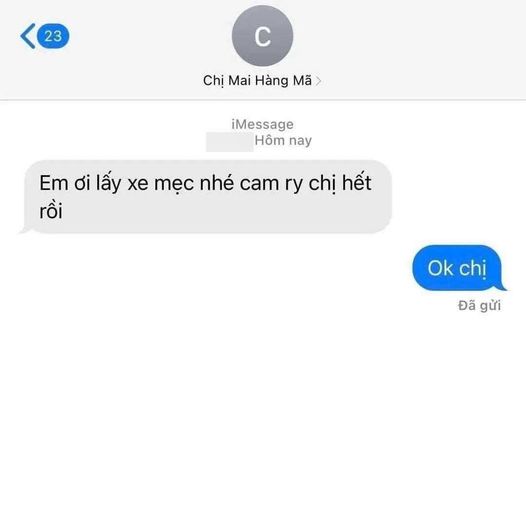 23
C
Chị Mai Hàng Mã
iMessage
Hôm nay
Em ơi lấy xe mẹc nhé cam ry chị hết
rồi
Ok chị
Đã gửi